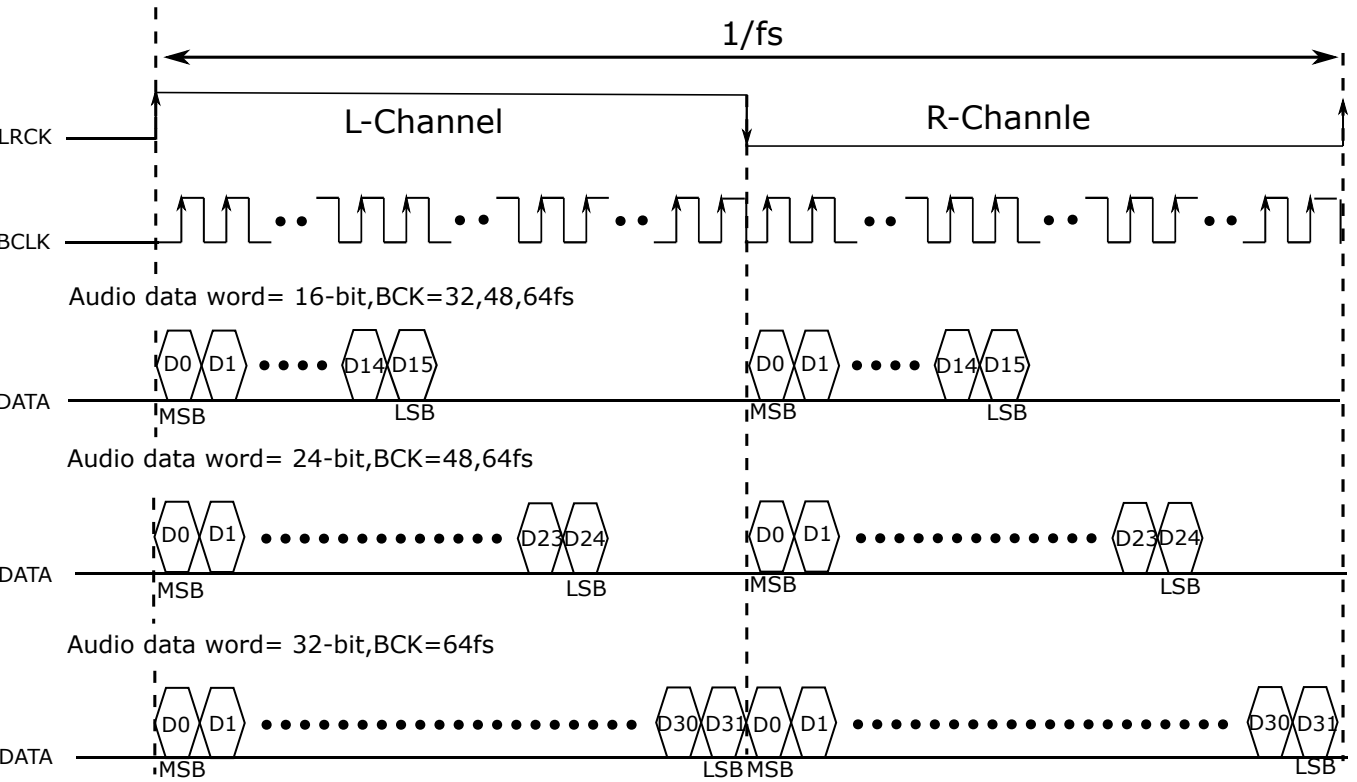 1/fs
LRCK
L-Channel
R-Channle
BCLK
Audio data word= 16-bit,BCK=32,48,64fs
D0 D1 D14 D15 D0 D1 D14 D15
DATA
MSB LSB MSB LSB
Audio data word= 24-bit,BCK=48,64fs
D0 D1 D23 D24 D0 D1 D23 D24
DATA
MSB LSB MSB LSB
Audio data word= 32-bit,BCK=64fs
D0 D1 D30 D31 D0 D1 D30 D31
DATA
MSB LSB MSB LSB